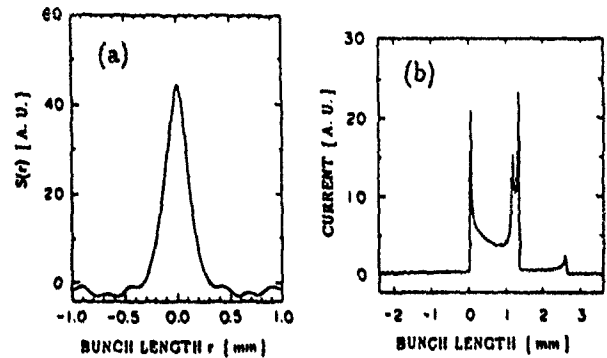 (a)
S(r) [A. U.]
60
40
20
0
-1.0 -0.5 0.0 0.5 1.0
BUNCH LENGTH r [mm]
(b)
CURRENT [A. U.]
30
20
10
0
-2 -1 0 1 2 3
BUNCH LENGTH [mm]